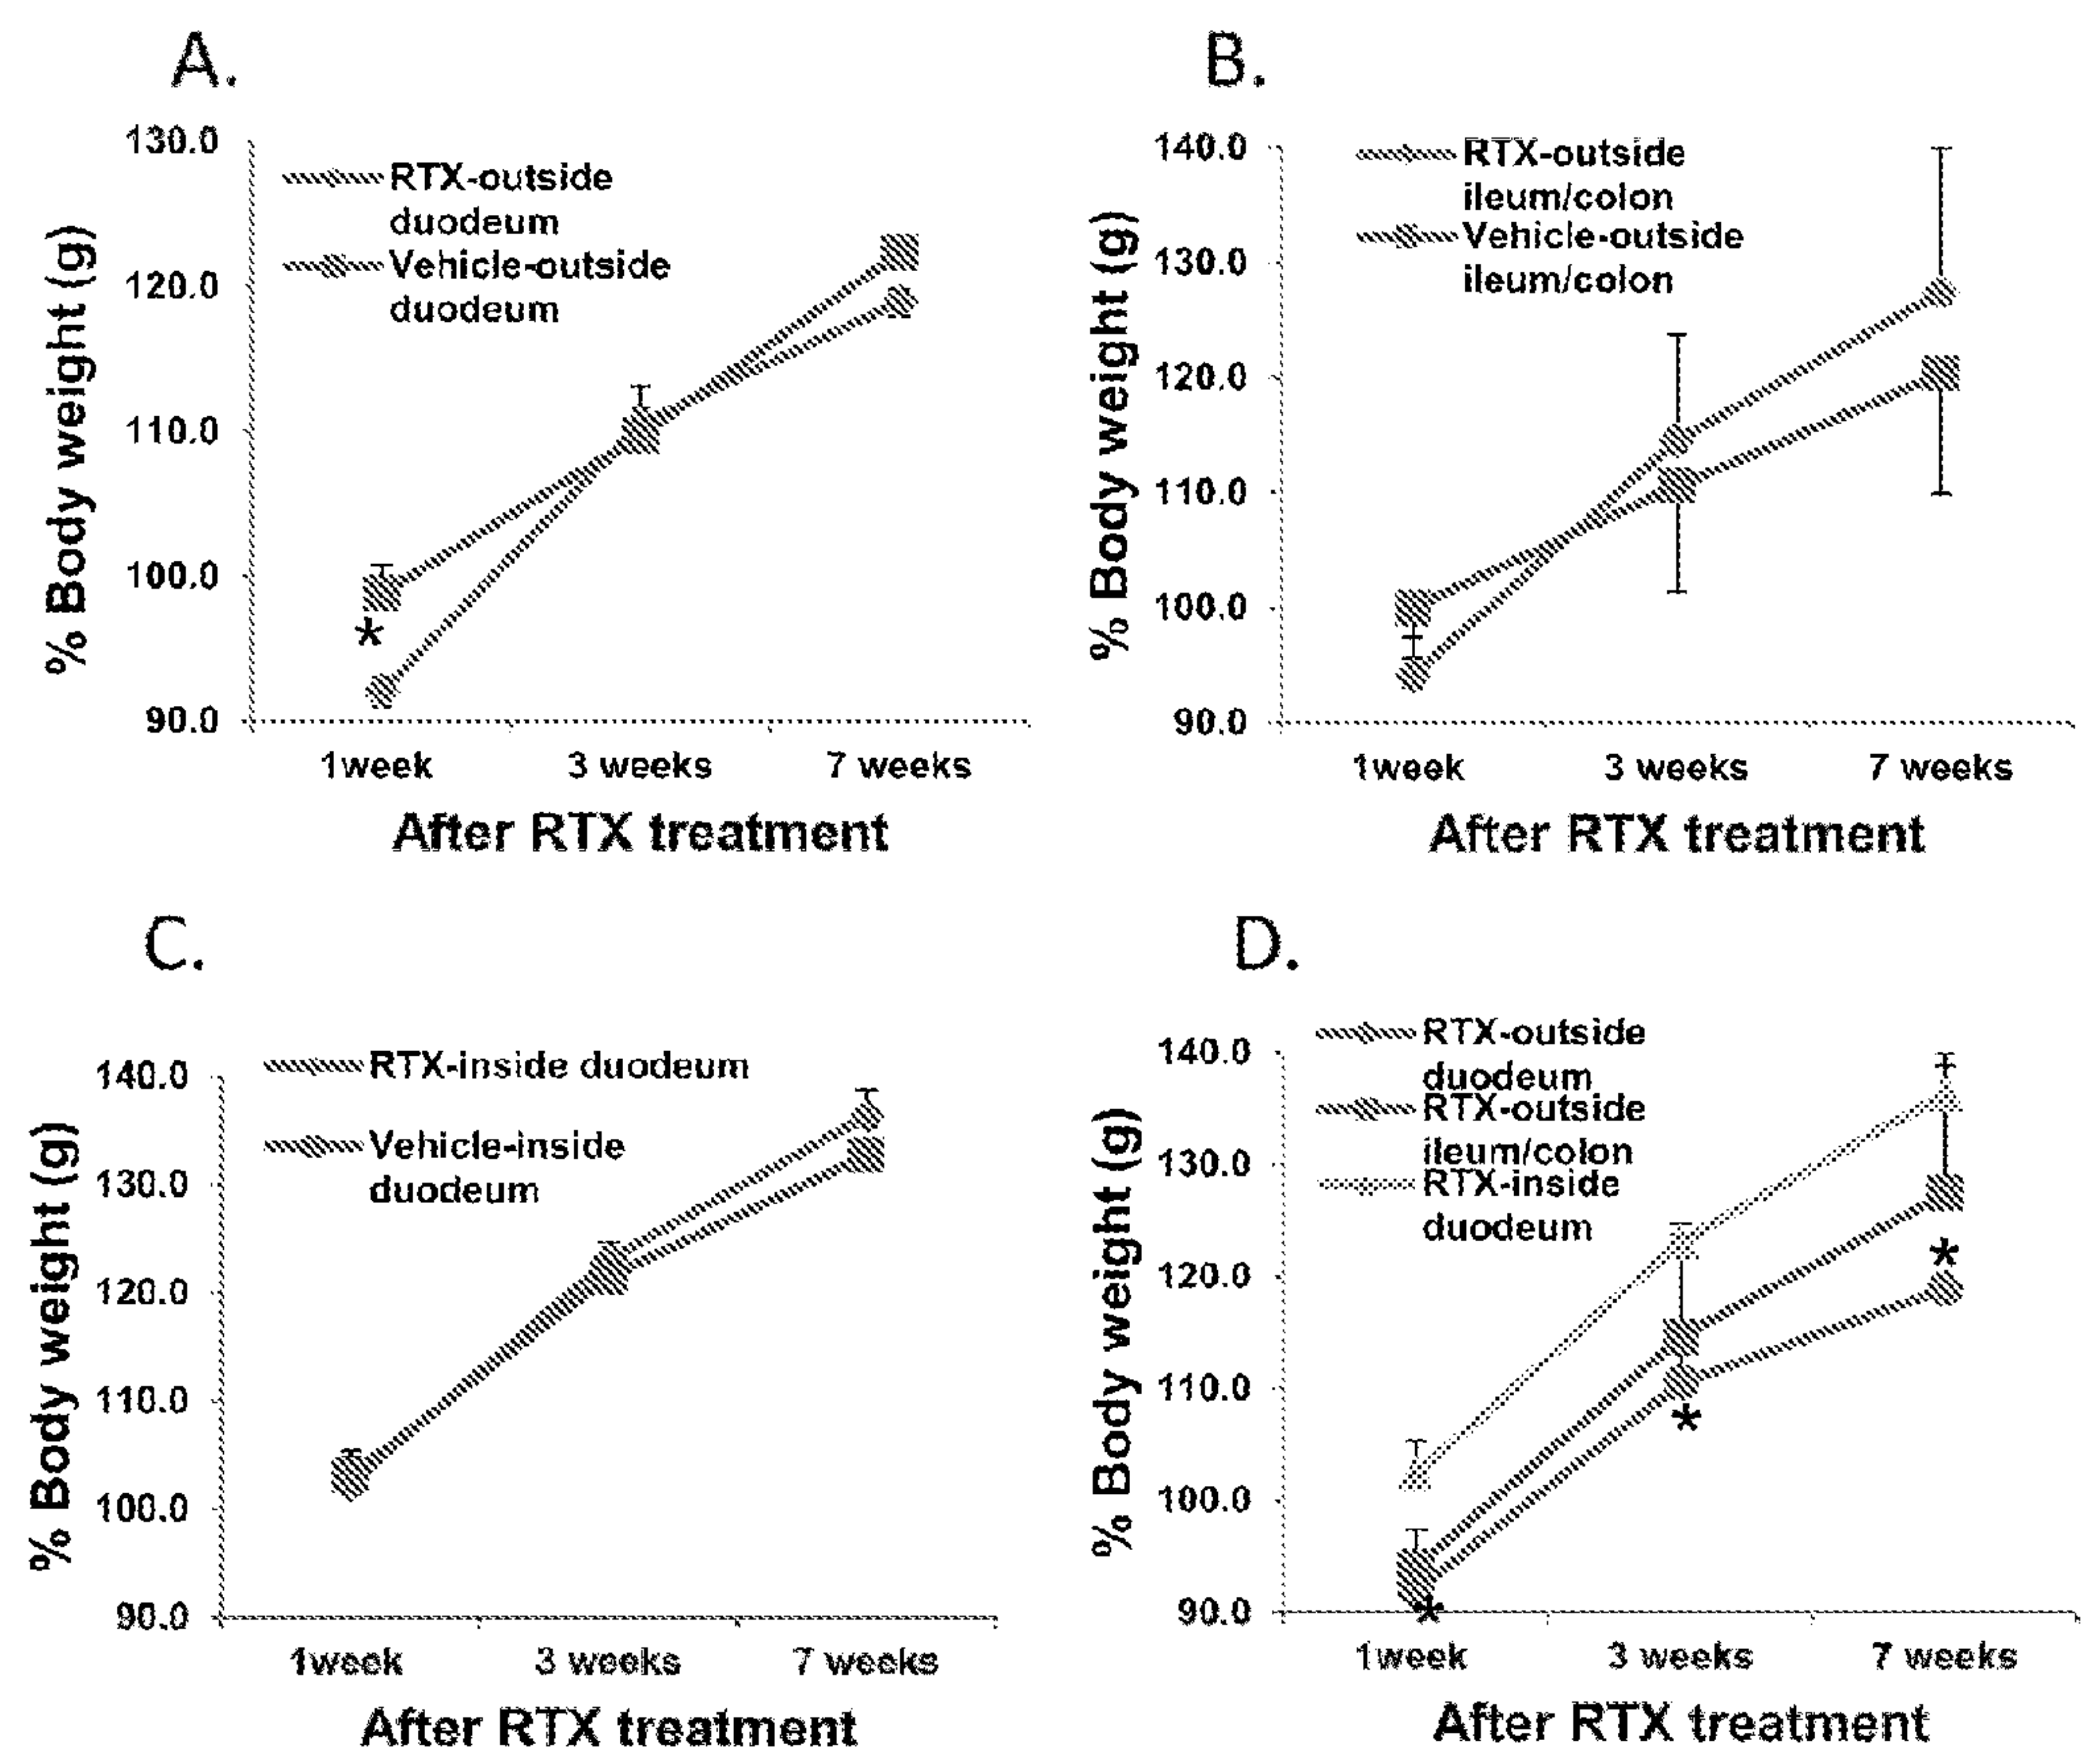 A.
130.0
120.0
110.0
100.0
90.0
% Body weight (g)
RTX-outside
duodeum
Vehicle-outside
duodeum
*
1week 3 weeks 7 weeks
After RTX treatment
B.
140.0
130.0
120.0
110.0
100.0
90.0
% Body weight (g)
RTX-outside
ileum/colon
Vehicle-outside
ileum/colon
1week 3 weeks 7 weeks
After RTX treatment
C.
140.0
130.0
120.0
110.0
100.0
90.0
% Body weight (g)
RTX-inside duodeum
Vehicle-inside
duodeum
1week 3 weeks 7 weeks
After RTX treatment
D.
140.0
130.0
120.0
110.0
100.0
90.0
% Body weight (g)
RTX-outside
duodeum
RTX-outside
ileum/colon
RTX-inside
duodeum
*
*
*
1week 3 weeks 7 weeks
After RTX treatment